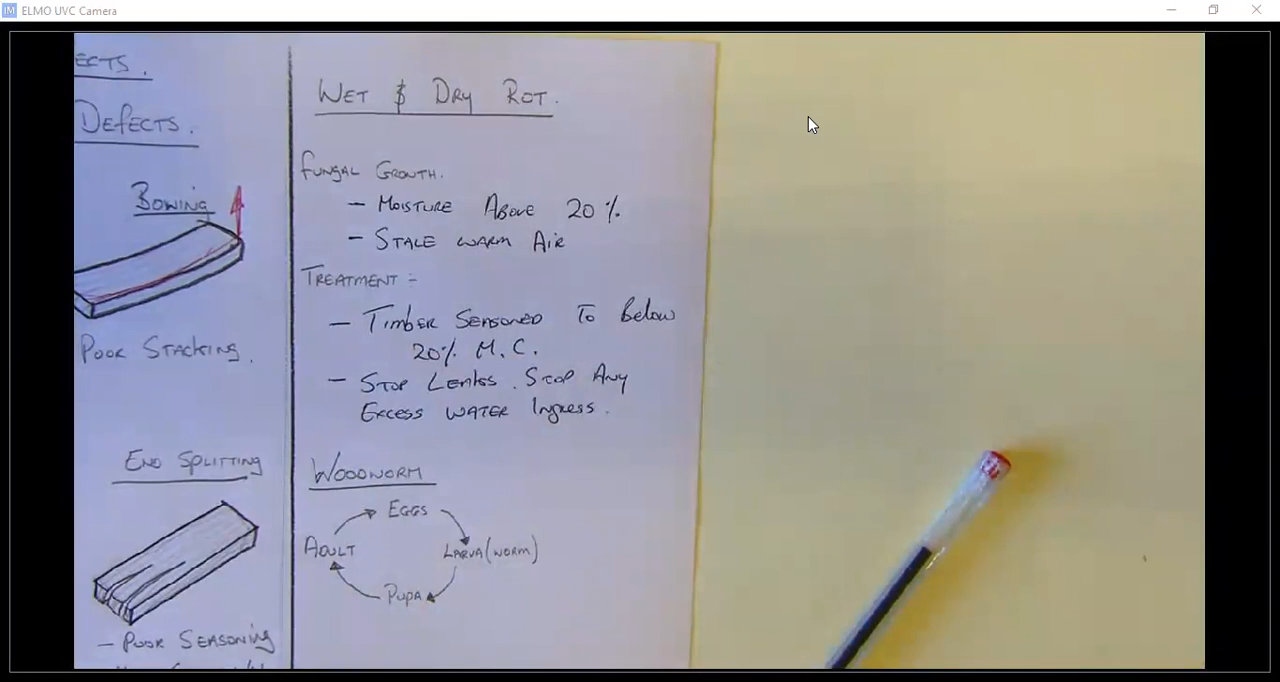 ELMO UVC Camera
ECTS.
DEFECTS.
BOWING
POOR STACKING.
END SPLITTING
- POOR SEASONING
WET & DRY ROT.
FUNGAL GROWTH.
- MOISTURE ABOVE 20%
- STALE WARM AIR
TREATMENT -
- TIMBER SEASONED TO BELOW
20% M.C.
- STOP LEAKS. STOP ANY
EXCESS WATER INGRESS.
WOODWORM
EGGS
ADULT
LARVA (WORM)
PUPA